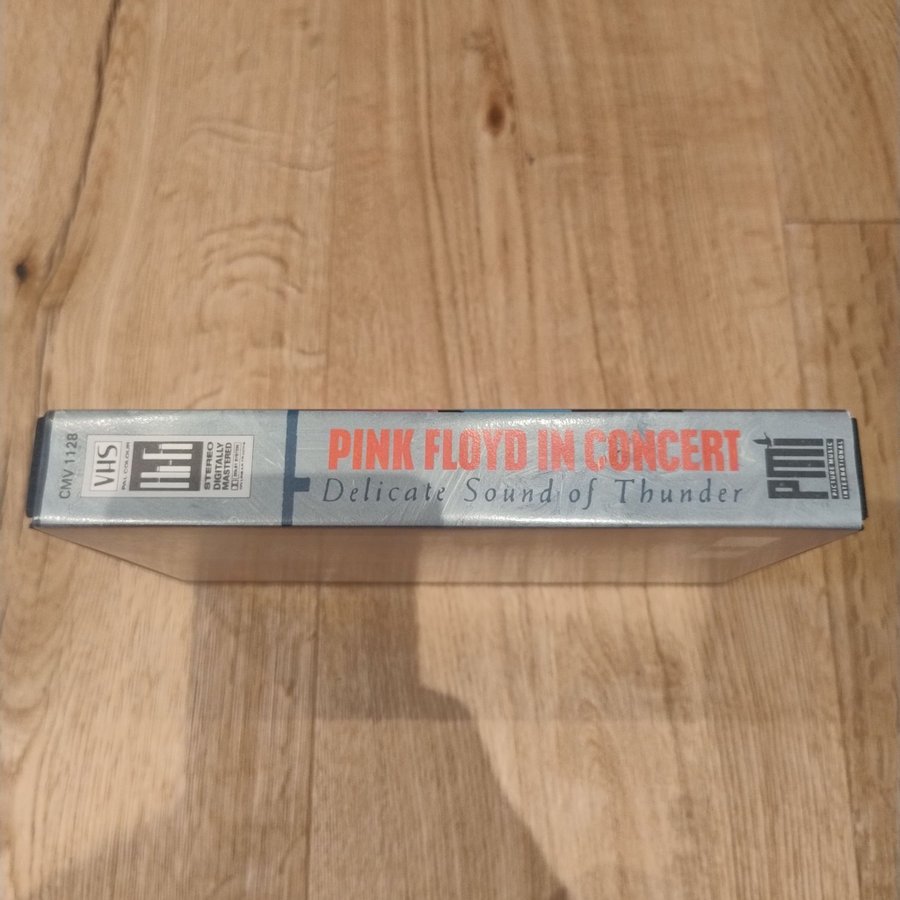 CMV 1128
VHS
FULL COLOUR
Hi-Fi
STEREO
DIGITALLY
MASTERED
PINK FLOYD IN CONCERT
Delicate Sound of Thunder
PMI
PICTURE MUSIC
INTERNATIONAL